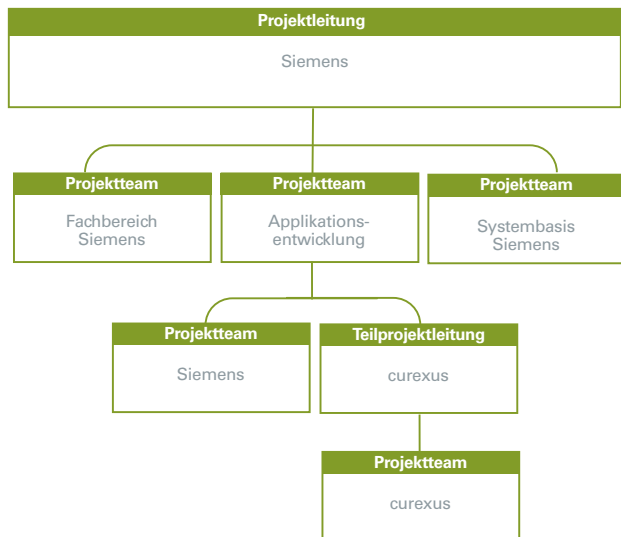 Projektleitung
Siemens
Projektteam
Fachbereich
Siemens
Projektteam
Applikations-
entwicklung
Projektteam
Systembasis
Siemens
Projektteam
Siemens
Teilprojektleitung
curexus
Projektteam
curexus